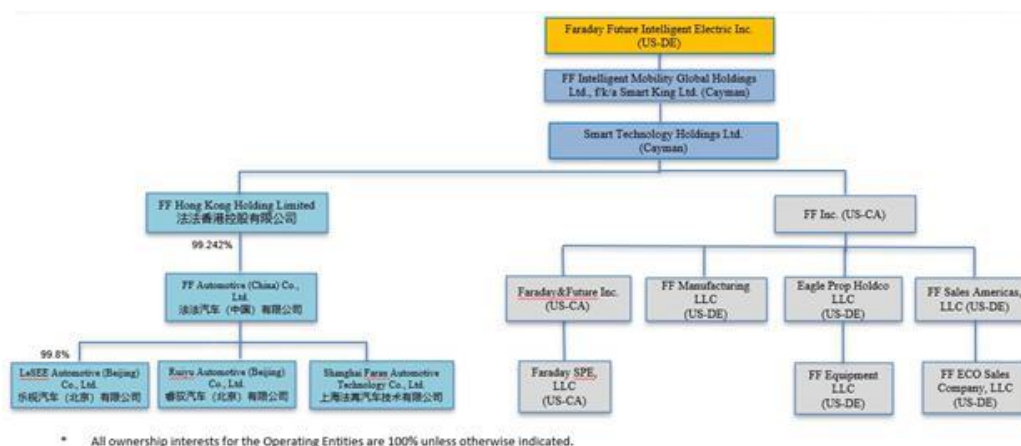 Faraday Future Intelligent Electric Inc.
(US-DE)
FF Intelligent Mobility Global Holdings
Ltd., f/k/a Smart King Ltd. (Cayman)
Smart Technology Holdings Ltd.
(Cayman)
FF Hong Kong Holding Limited
法法香港控股有限公司
FF Inc. (US-CA)
99.242%
FF Automotive (China) Co.,
Ltd.
法法汽车（中国）有限公司
Faraday&Future Inc.
(US-CA)
FF Manufacturing
LLC
(US-DE)
Eagle Prop Holdco
LLC
(US-DE)
FF Sales Americas,
LLC (US-DE)
99.8%
LeSEE Automotive (Beijing)
Co., Ltd.
乐视汽车（北京）有限公司
Ruiyu Automotive (Beijing)
Co., Ltd.
睿驭汽车（北京）有限公司
Shanghai Faran Automotive
Technology Co., Ltd
上海法燃汽车技术有限公司
Faraday SPE,
LLC
(US-CA)
FF Equipment
LLC
(US-DE)
FF ECO Sales
Company, LLC
(US-DE)
* All ownership interests for the Operating Entities are 100% unless otherwise indicated.